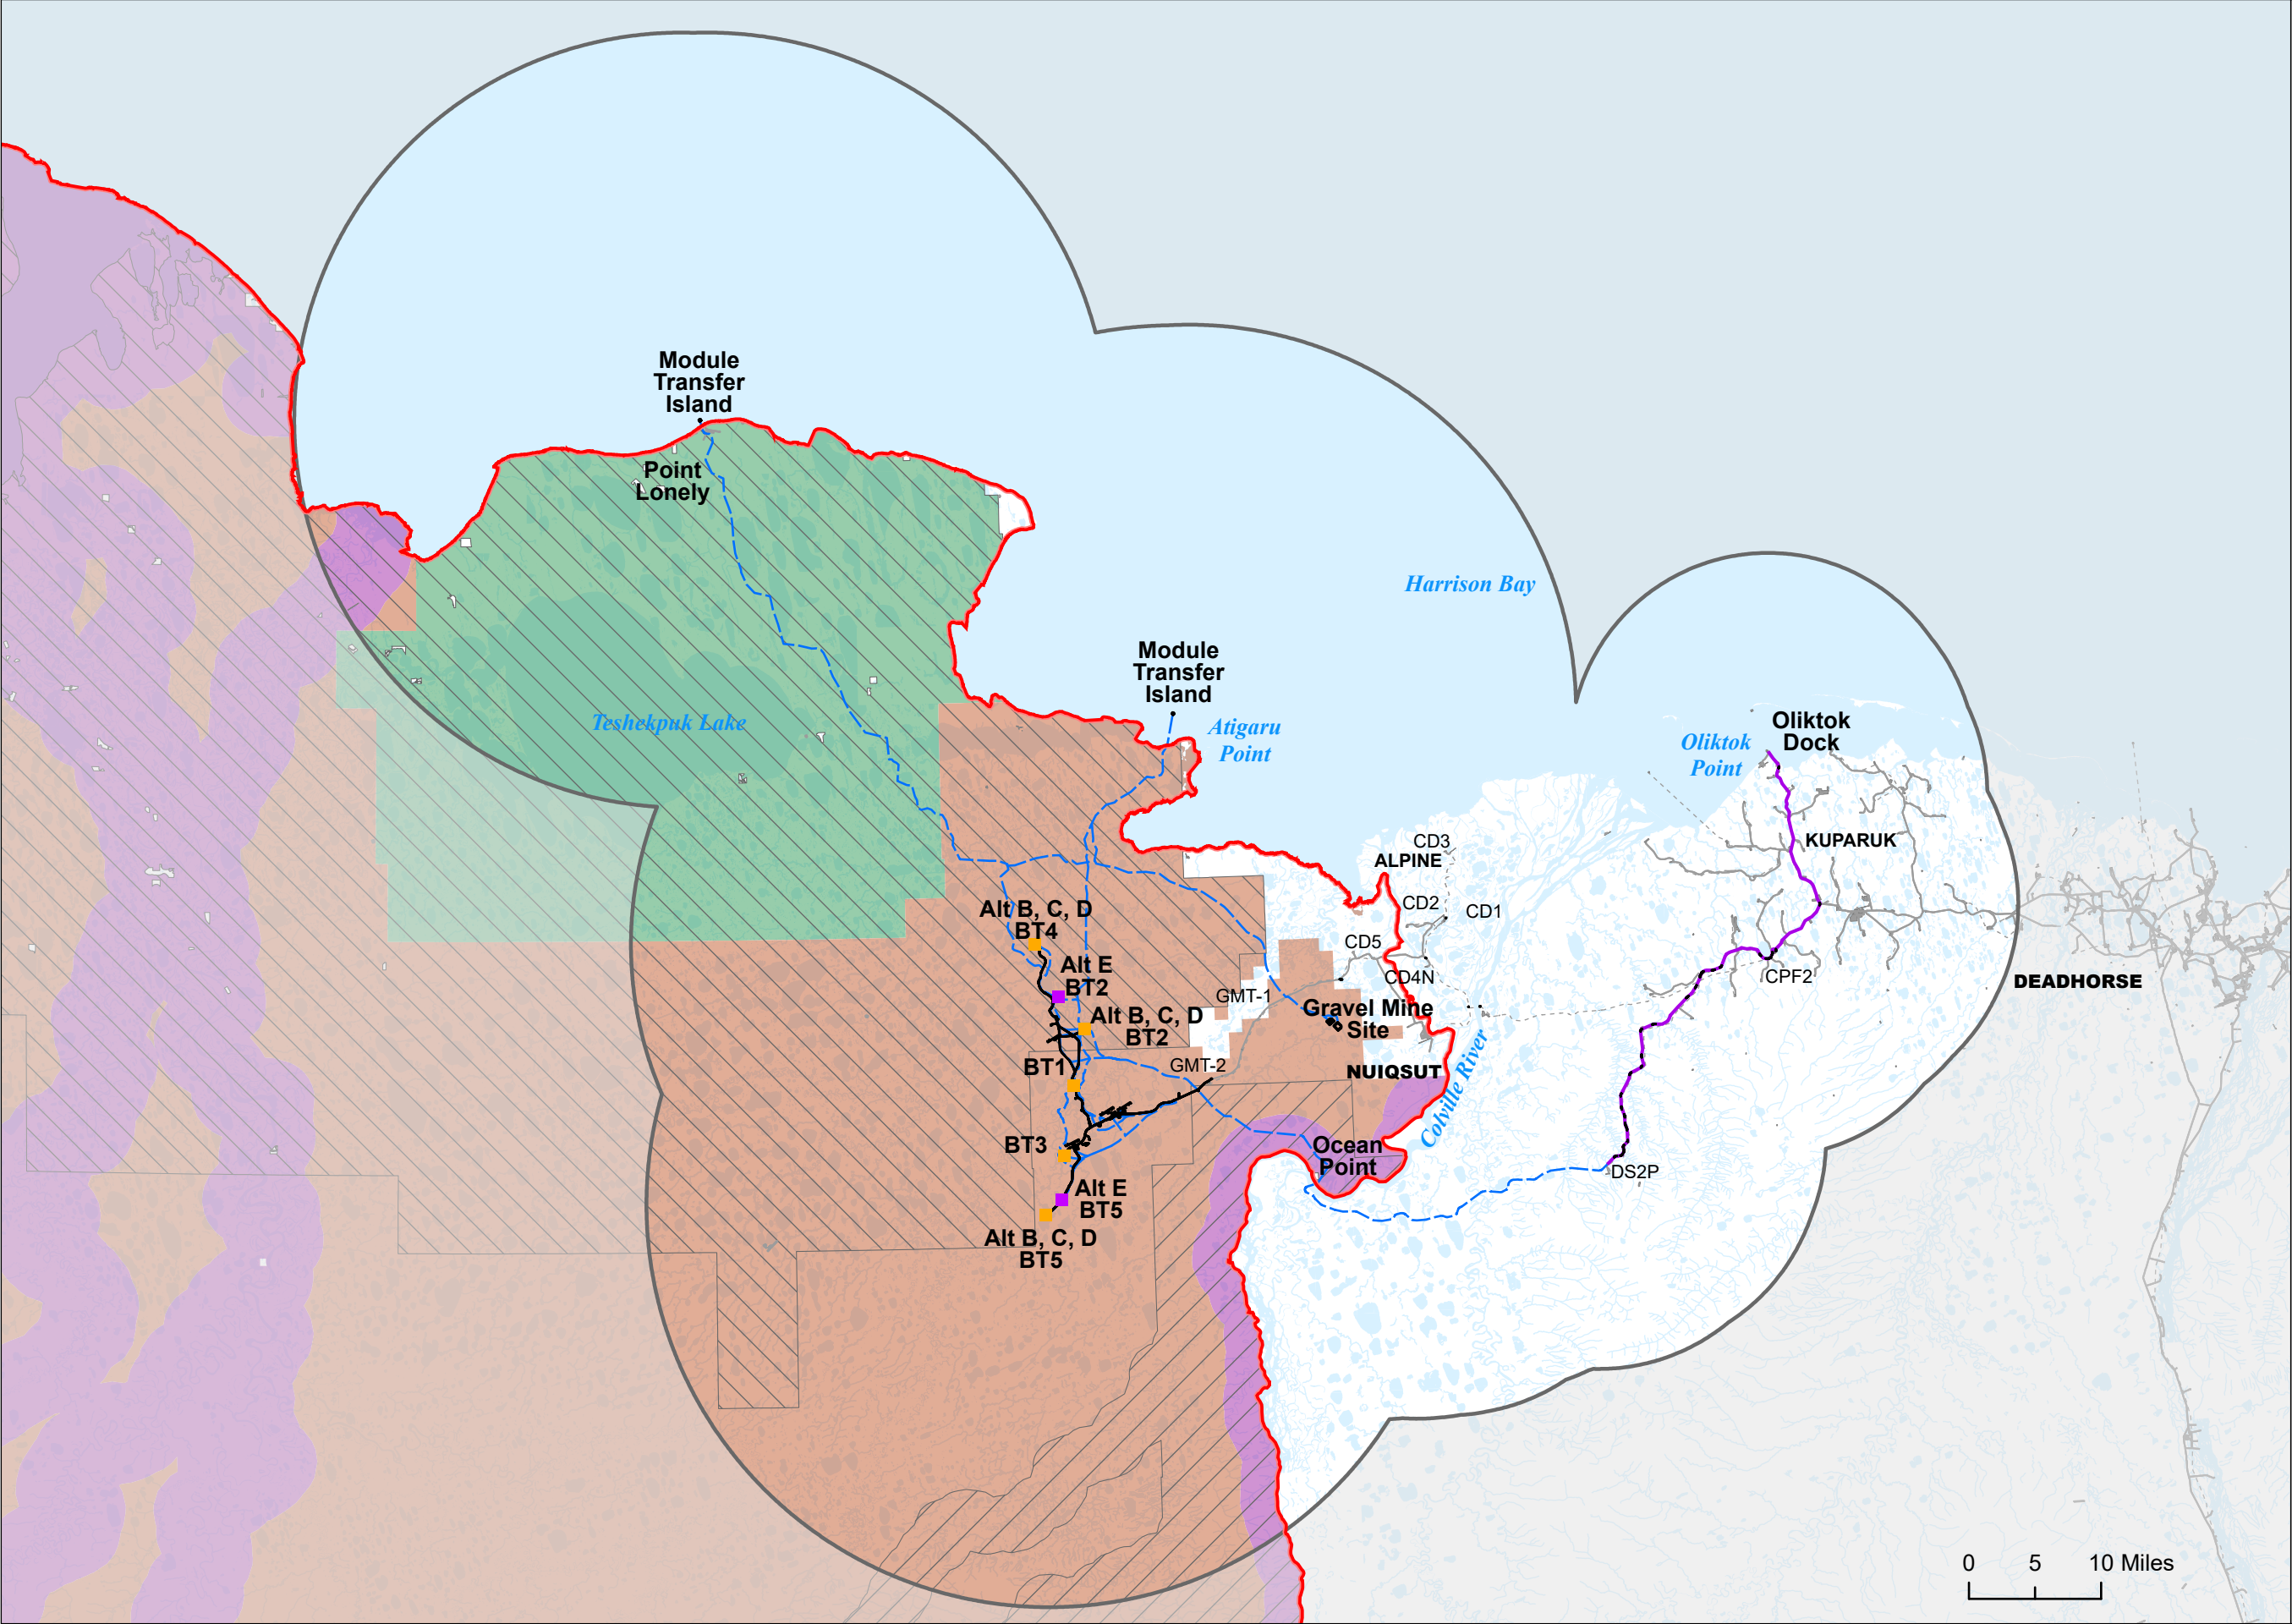 Module
Transfer
Island
Point
Lonely
Harrison Bay
Module
Transfer
Island
Teshekpuk Lake
Atigaru
Point
Oliktok
Point
Oliktok
Dock
KUPARUK
CD3
ALPINE
CD2
CD1
Alt B, C, D
BT4
CD5
Alt E
BT2
CD4N
CPF2
DEADHORSE
GMT-1
Gravel Mine
Site
Alt B, C, D
BT2
BT1
GMT-2
NUIQSUT
Colville River
BT3
Ocean
Point
DS2P
Alt E
BT5
Alt B, C, D
BT5
0 5 10 Miles